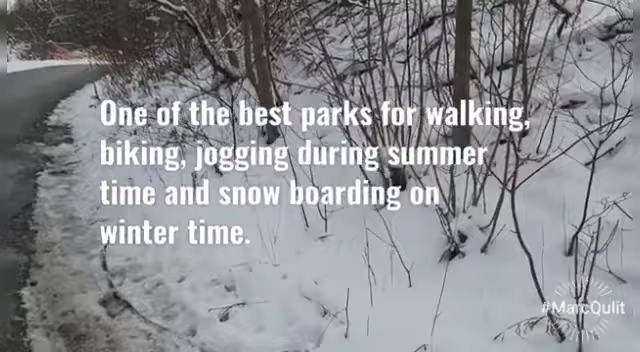 One of the best parks for walking,
biking, jogging during summer
time and snow boarding on
winter time.
#MarcQulit